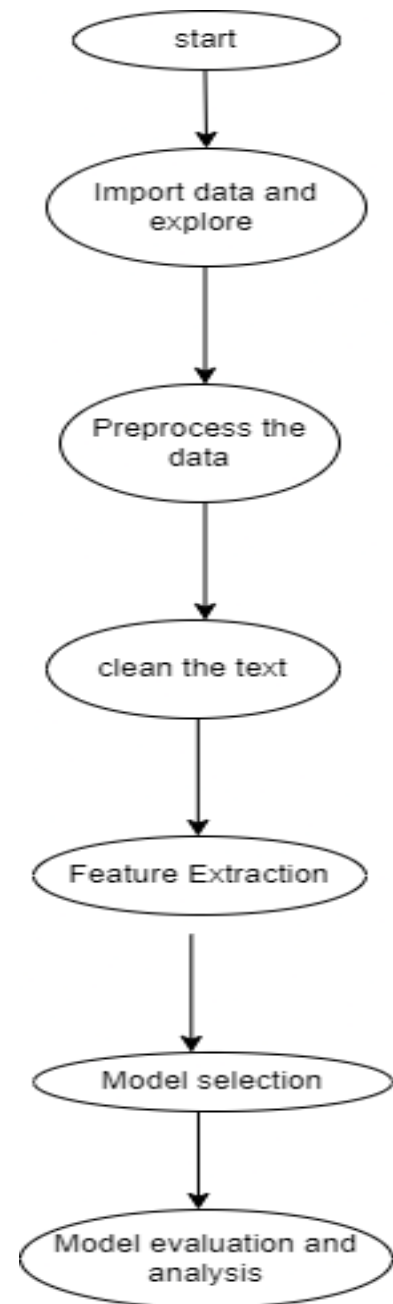 start
Import data and
explore
Preprocess the
data
clean the text
Feature Extraction
Model selection
Model evaluation and
analysis